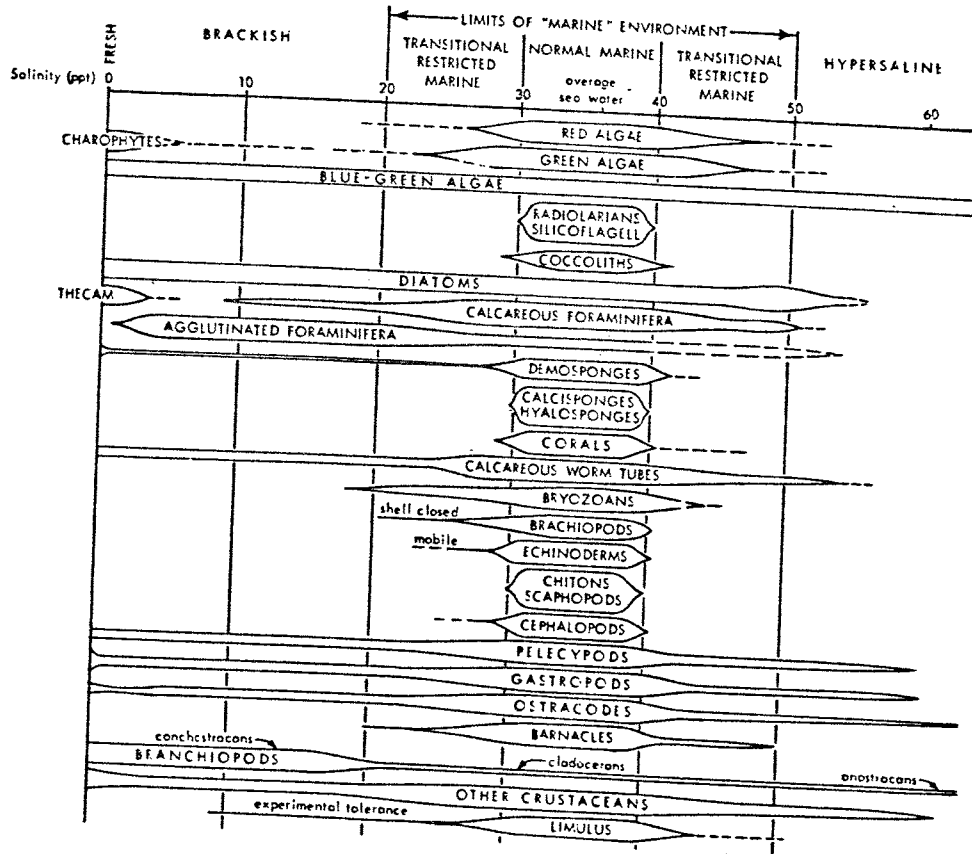 LIMITS OF "MARINE" ENVIRONMENT
FRESH
BRACKISH
TRANSITIONAL RESTRICTED MARINE
NORMAL MARINE
TRANSITIONAL RESTRICTED MARINE
HYPERSALINE
average sea water
Salinity (ppt) 0 10 20 30 40 50 60
RED ALGAE
CHAROPHYTES
GREEN ALGAE
BLUE-GREEN ALGAE
RADIOLARIANS
SILICOFLAGELL
COCCOLITHS
DIATOMS
THECAM
CALCAREOUS FORAMINIFERA
AGGLUTINATED FORAMINIFERA
DEMOSPONGES
CALCISPONGES
HYALOSPONGES
CORALS
CALCAREOUS WORM TUBES
BRYOZOANS
shell closed
BRACHIOPODS
mobile
ECHINODERMS
CHITONS
SCAPHOPODS
CEPHALOPODS
PELECYPODS
GASTROPODS
OSTRACODES
BARNACLES
conchostracans
BRANCHIOPODS
cladocerans
anostracans
OTHER CRUSTACEANS
experimental tolerance
LIMULUS